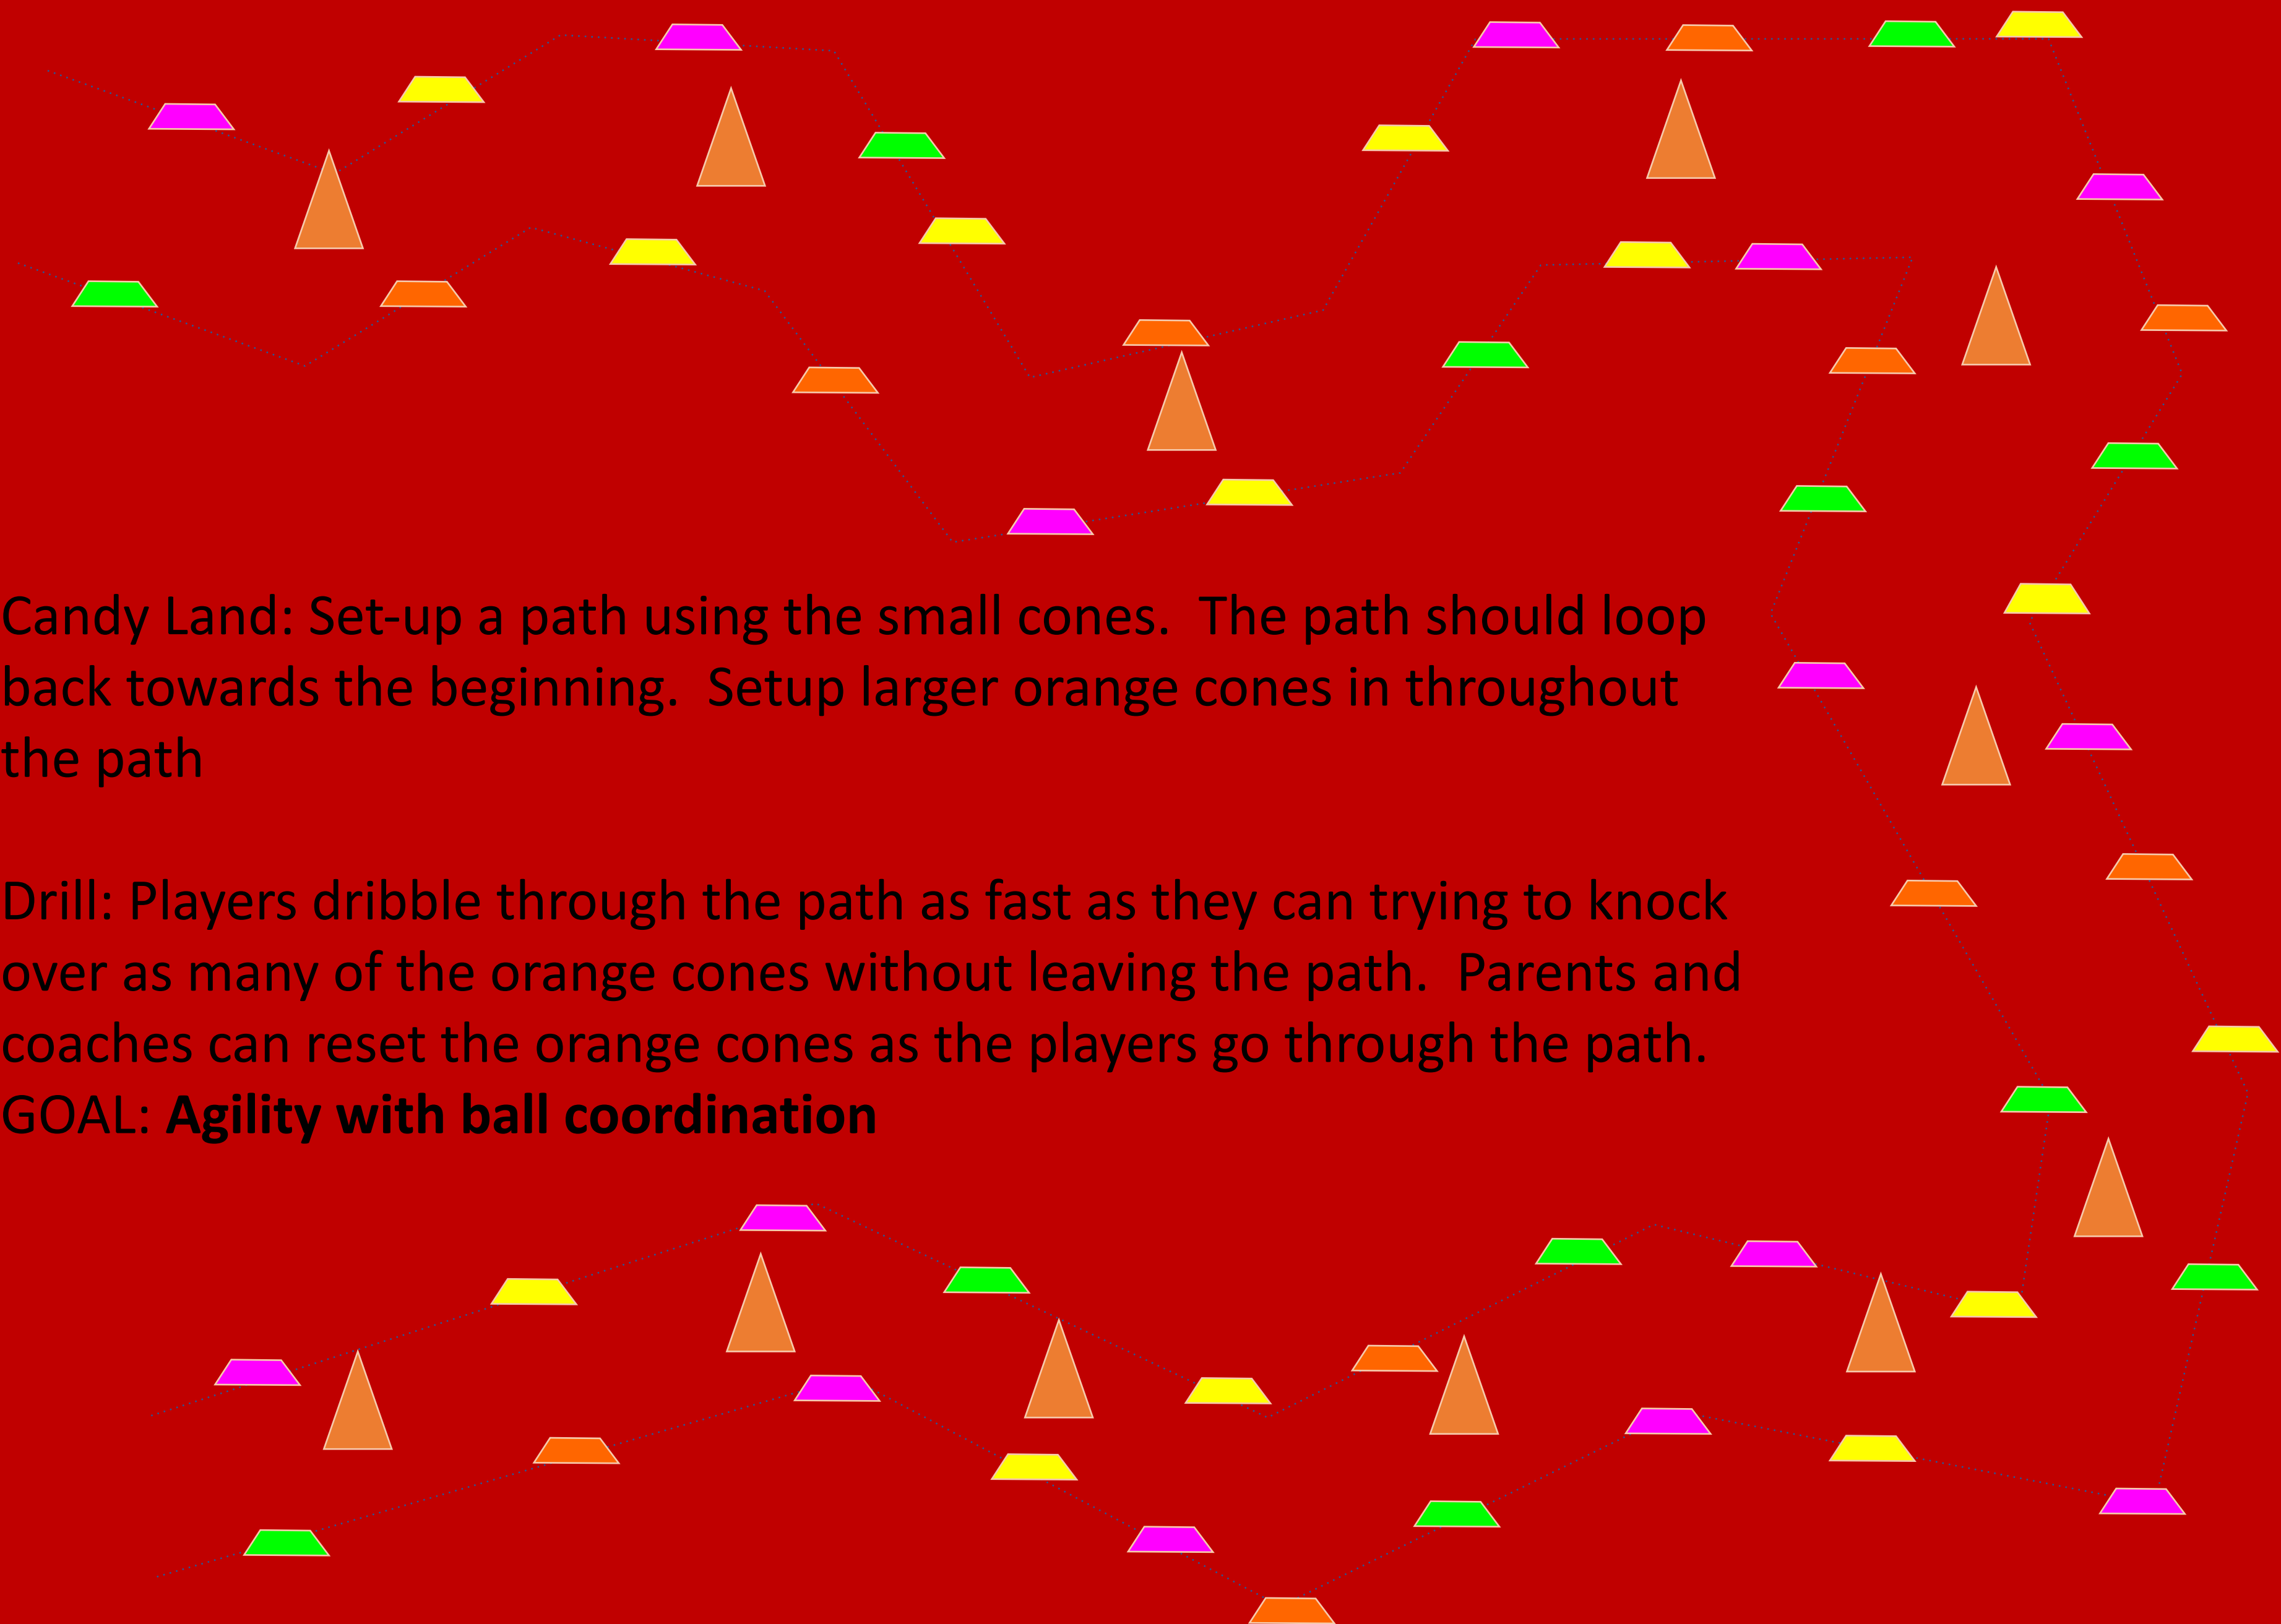 Candy Land: Set-up a path using the small cones.  The path should loop
back towards the beginning.  Setup larger orange cones in throughout
the path
Drill: Players dribble through the path as fast as they can trying to knock
over as many of the orange cones without leaving the path.  Parents and
coaches can reset the orange cones as the players go through the path.
GOAL: Agility with ball coordination